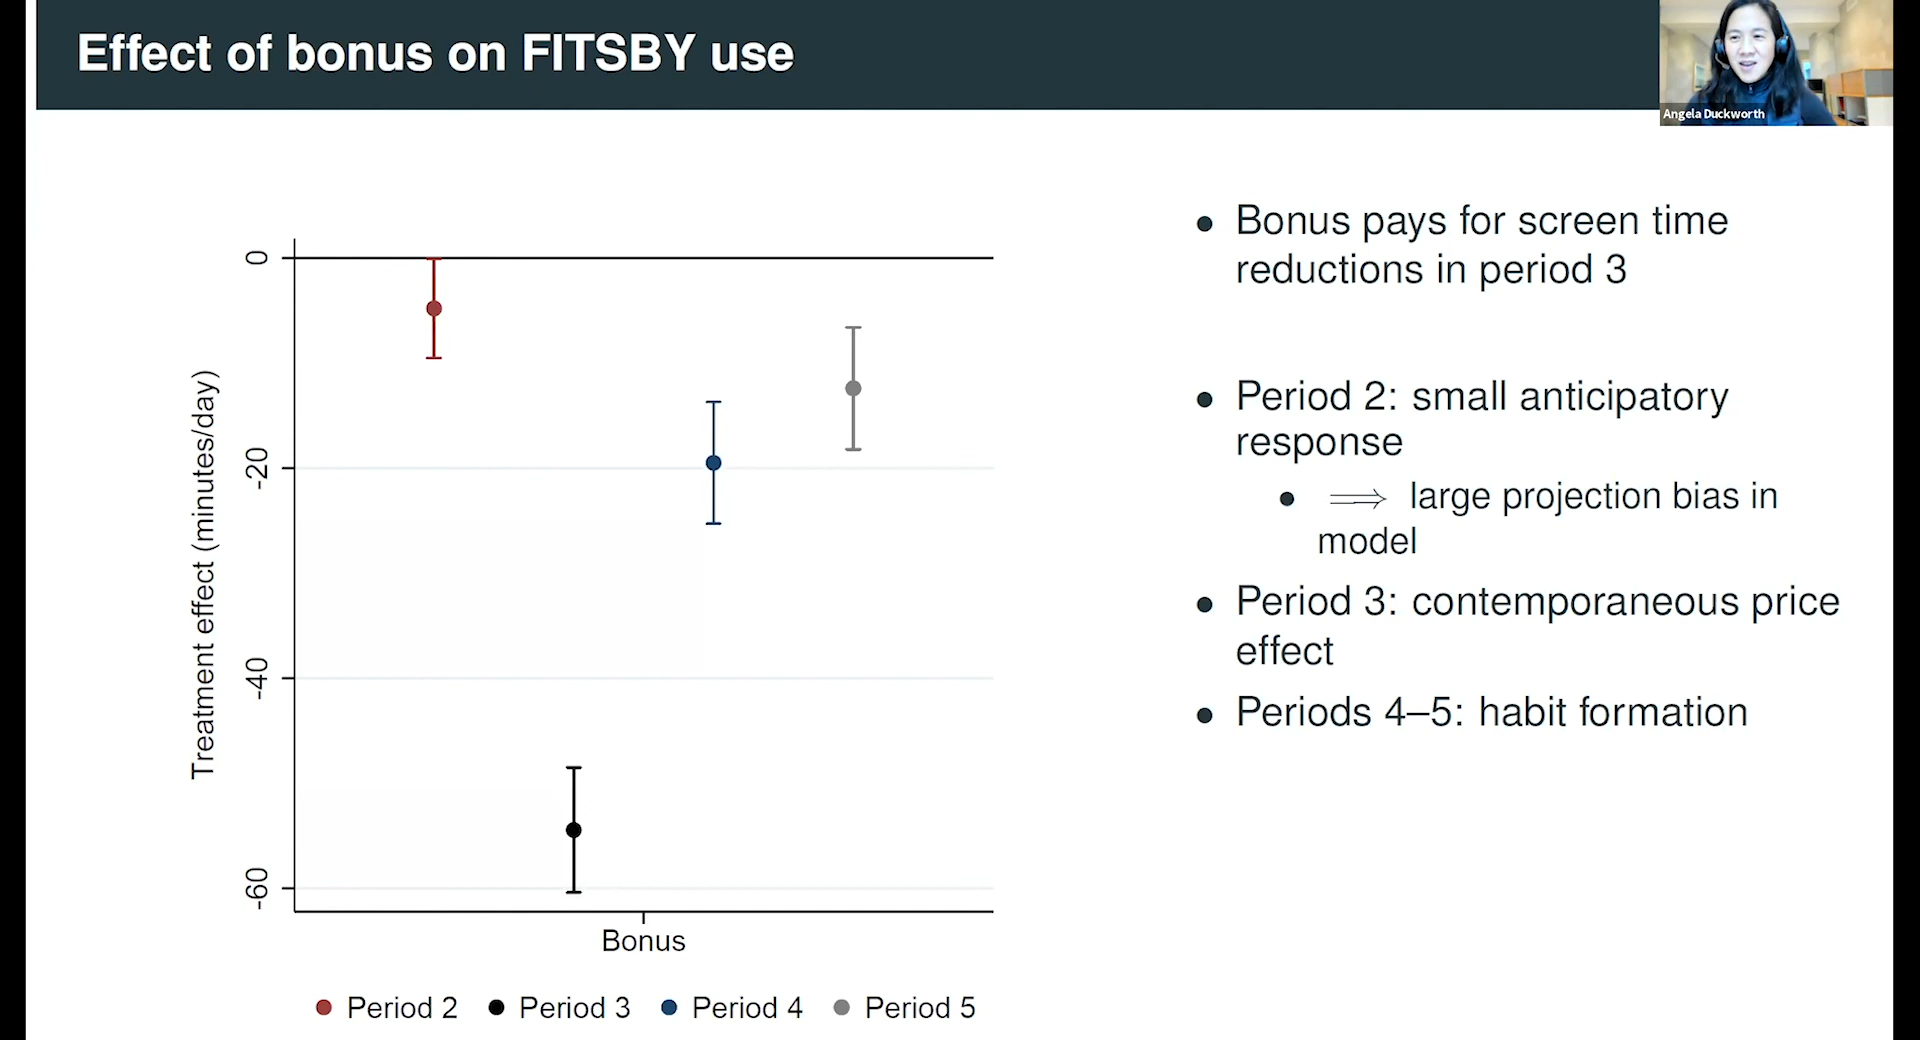 Effect of bonus on FITSBY use
Angela Duckworth
Treatment effect (minutes/day)
0
-20
-40
-60
Bonus
Period 2
Period 3
Period 4
Period 5
• Bonus pays for screen time
reductions in period 3
• Period 2: small anticipatory
response
• ⟹ large projection bias in
model
• Period 3: contemporaneous price
effect
• Periods 4–5: habit formation